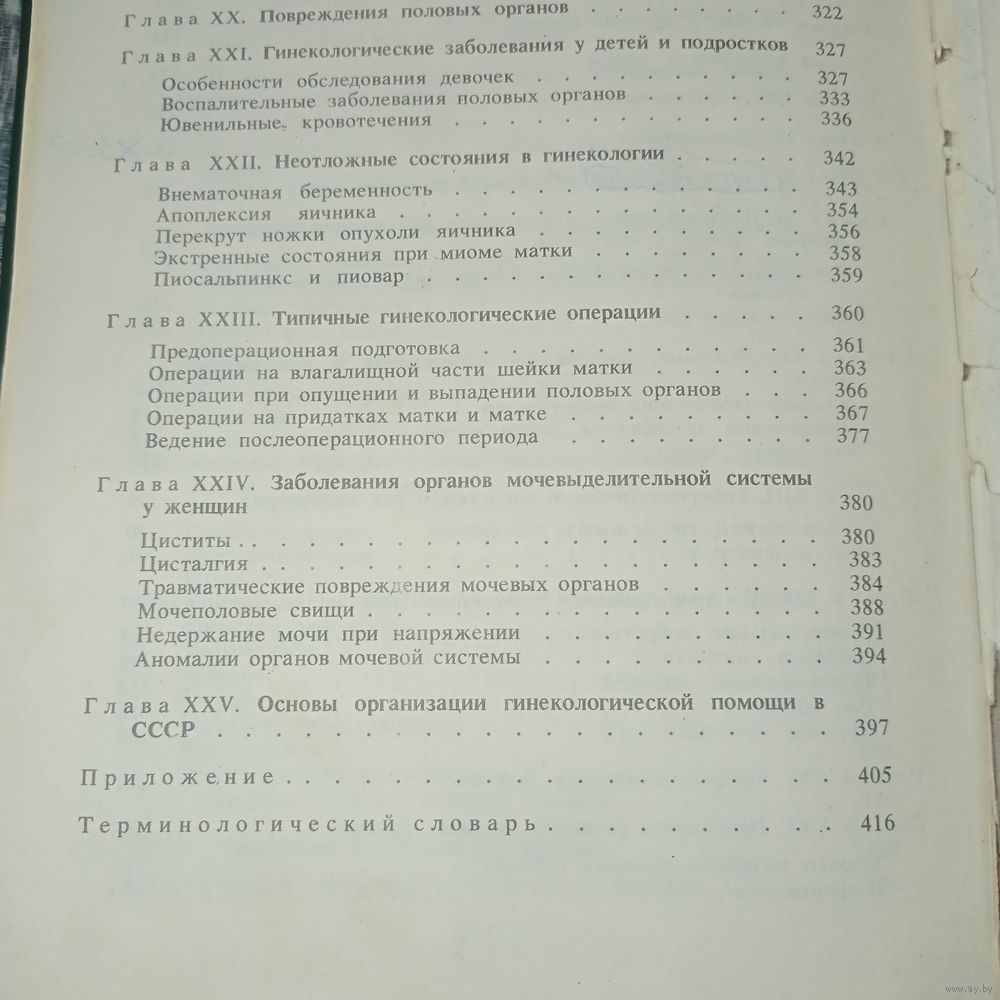 Глава XX. Повреждения половых органов . . . . . . . . 322
Глава XXI. Гинекологические заболевания у детей и подростков 327
Особенности обследования девочек . . . . . . . . . . 327
Воспалительные заболевания половых органов . . . . . . 333
Ювенильные кровотечения . . . . . . . . . . . . . 336
Глава XXII. Неотложные состояния в гинекологии . . . . . 342
Внематочная беременность . . . . . . . . . . . . . 343
Апоплексия яичника . . . . . . . . . . . . . . . 354
Перекрут ножки опухоли яичника . . . . . . . . . . 356
Экстренные состояния при миоме матки . . . . . . . . 358
Пиосальпинкс и пиовар . . . . . . . . . . . . . . 359
Глава XXIII. Типичные гинекологические операции . . . . . 360
Предоперационная подготовка . . . . . . . . . . . . 361
Операции на влагалищной части шейки матки . . . . . . 363
Операции при опущении и выпадении половых органов . . . 366
Операции на придатках матки и матке . . . . . . . . 367
Ведение послеоперационного периода . . . . . . . . 377
Глава XXIV. Заболевания органов мочевыделительной системы
у женщин 380
Циститы . . . . . . . . . . . . . . . . . . 380
Цисталгия . . . . . . . . . . . . . . . . . . 383
Травматические повреждения мочевых органов . . . . . . 384
Мочеполовые свищи . . . . . . . . . . . . . . . 388
Недержание мочи при напряжении . . . . . . . . . . 391
Аномалии органов мочевой системы . . . . . . . . . 394
Глава XXV. Основы организации гинекологической помощи в
СССР . . . . . . . . . . . . . . . . . . . 397
Приложение . . . . . . . . . . . . . . . . . 405
Терминологический словарь . . . . . . . . . . 416
www.ay.by